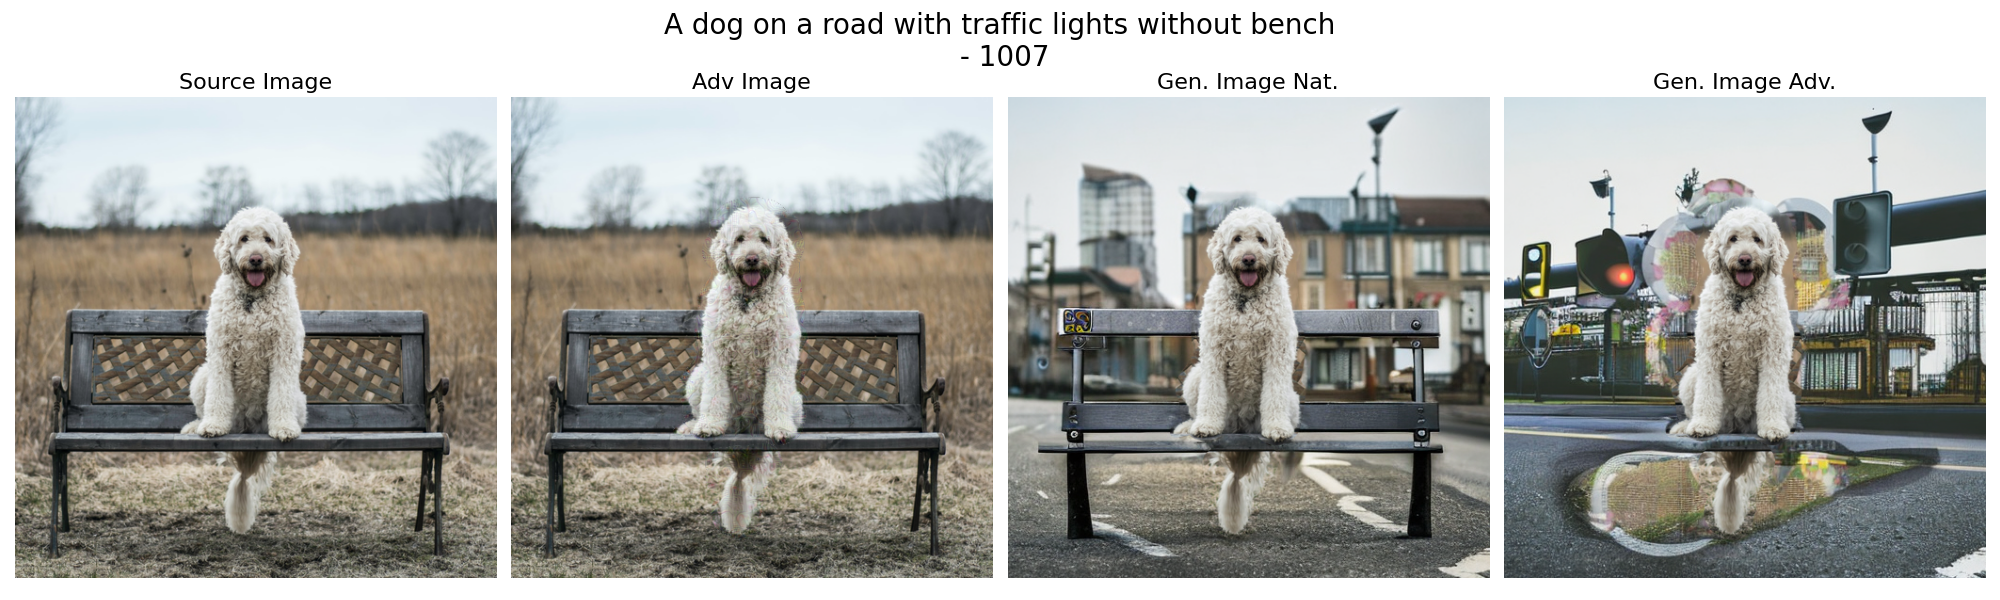 A dog on a road with traffic lights without bench
- 1007
Source Image
Adv Image
Gen. Image Nat.
Gen. Image Adv.